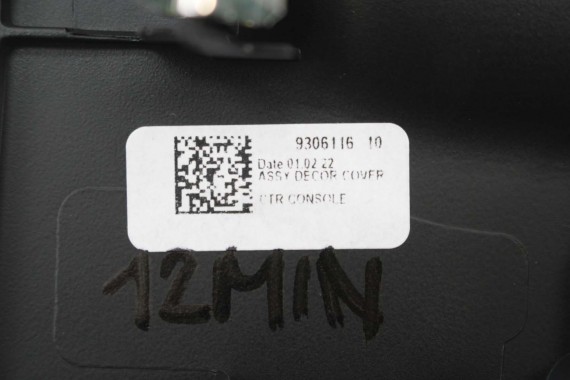 9306116 10
Date 01.02.22
ASSY DECOR COVER
CTR CONSOLE
12MIN